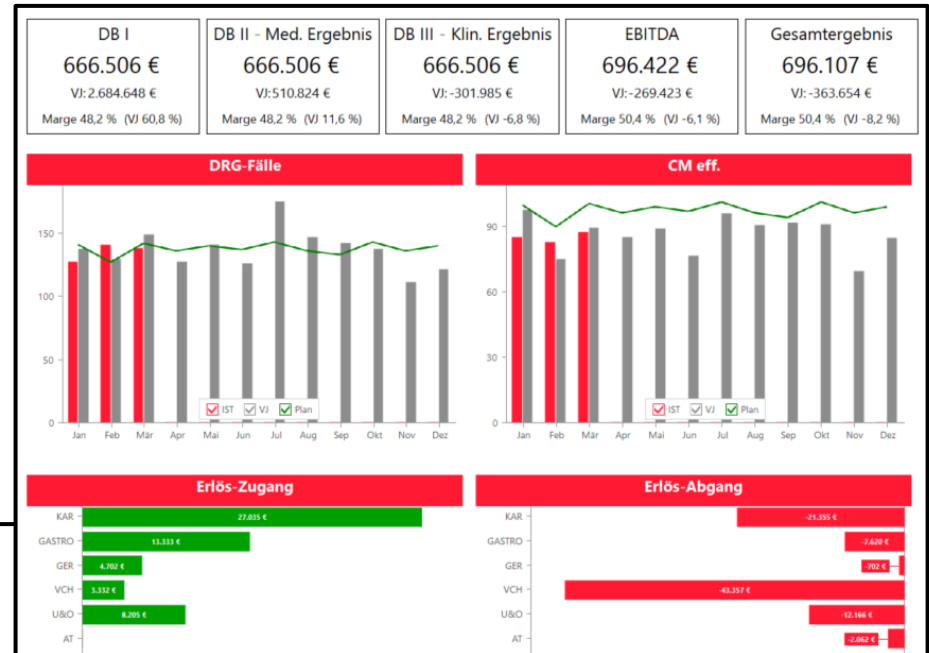 DB I
666.506 €
VJ: 2.684.648 €
Marge 48,2 % (VJ 60,8 %)
DB II - Med. Ergebnis
666.506 €
VJ: 510.824 €
Marge 48,2 % (VJ 11,6 %)
DB III - Klin. Ergebnis
666.506 €
VJ: -301.985 €
Marge 48,2 % (VJ -6,8 %)
EBITDA
696.422 €
VJ: -269.423 €
Marge 50,4 % (VJ -6,1 %)
Gesamtergebnis
696.107 €
VJ: -363.654 €
Marge 50,4 % (VJ -8,2 %)
DRG-Fälle
150
100
50
0
IST VJ Plan
Jan Feb Mär Apr Mai Jun Jul Aug Sep Okt Nov Dez
CM eff.
90
60
30
0
IST VJ Plan
Jan Feb Mär Apr Mai Jun Jul Aug Sep Okt Nov Dez
Erlös-Zugang
KAR 27.035 €
GASTRO 13.333 €
GER 4.702 €
VCH 3.332 €
U&O 8.205 €
AT
Erlös-Abgang
KAR -21.355 €
GASTRO -7.620 €
GER -702 €
VCH -43.357 €
U&O -12.166 €
AT -2.062 €